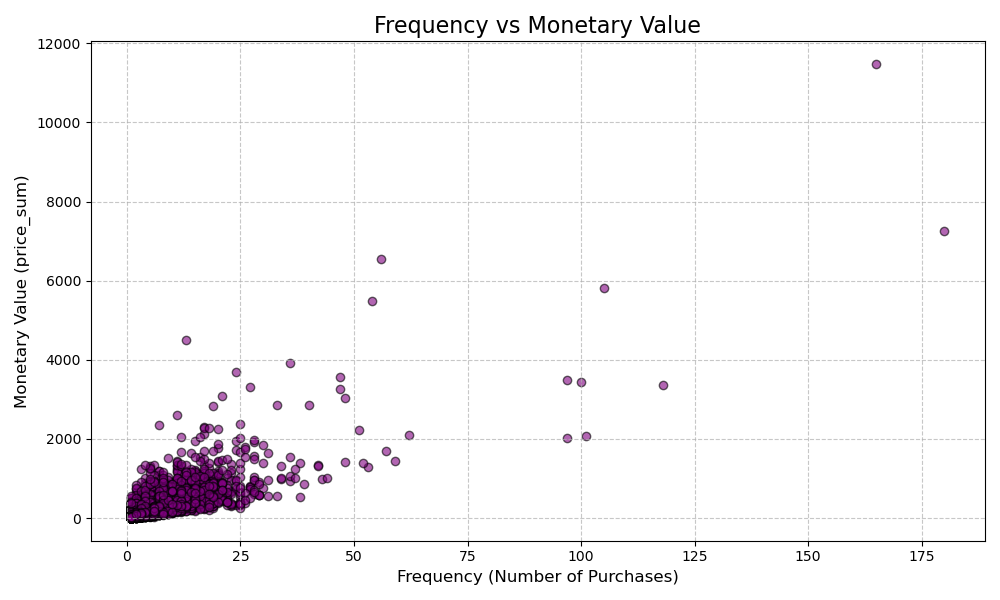 Frequency vs Monetary Value
12000
10000
8000
6000
4000
2000
0
Monetary Value (price_sum)
0 25 50 75 100 125 150 175
Frequency (Number of Purchases)